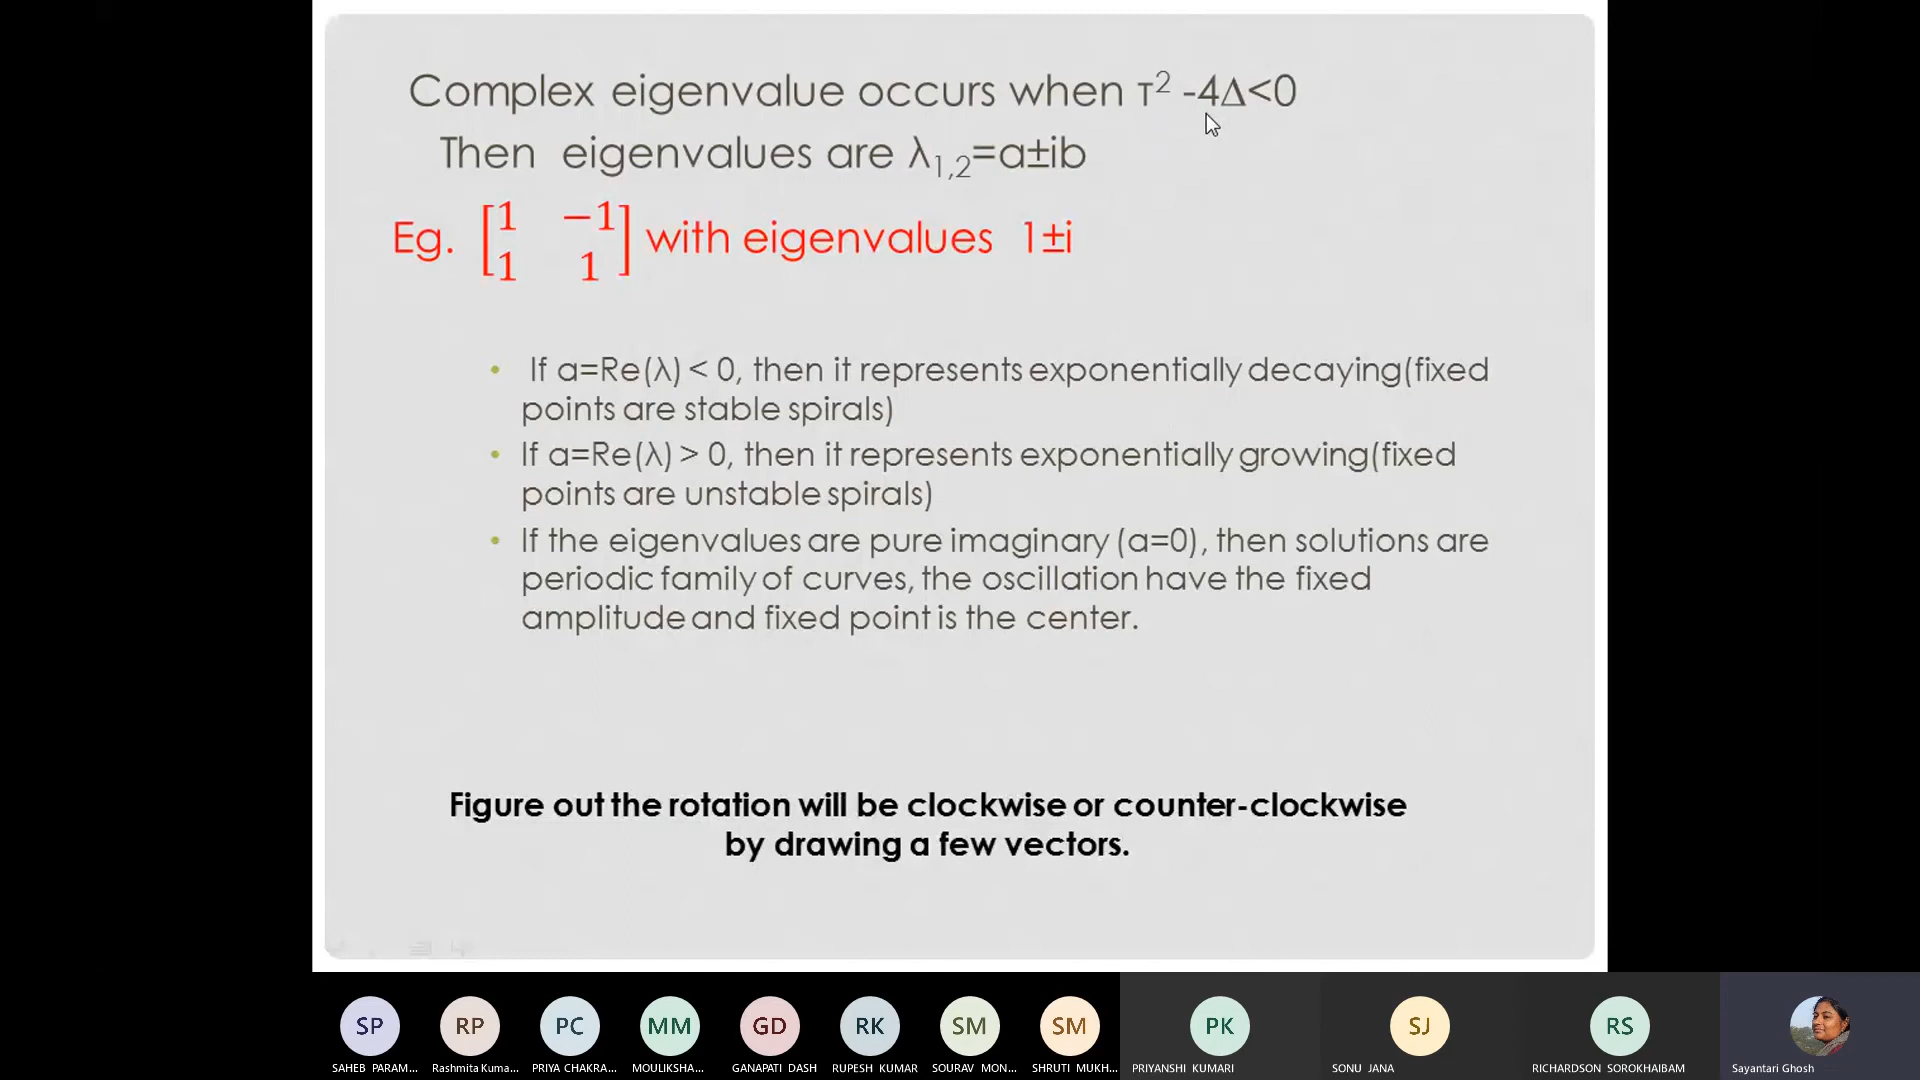 Complex eigenvalue occurs when τ² -4Δ<0
Then eigenvalues are λ₁,₂=a±ib
Eg. [1 −1
1 1] with eigenvalues 1±i
• If a=Re(λ) < 0, then it represents exponentially decaying(fixed
points are stable spirals)
• If a=Re(λ) > 0, then it represents exponentially growing(fixed
points are unstable spirals)
• If the eigenvalues are pure imaginary (a=0), then solutions are
periodic family of curves, the oscillation have the fixed
amplitude and fixed point is the center.
Figure out the rotation will be clockwise or counter-clockwise
by drawing a few vectors.
SP RP PC MM GD RK SM SM PK SJ RS
SAHEB PARAM... Rashmita Kuma... PRIYA CHAKRA... MOULIKSHA... GANAPATI DASH RUPESH KUMAR SOURAV MON... SHRUTI MUKH... PRIYANSHI KUMARI SONU JANA RICHARDSON SOROKHAIBAM Sayantari Ghosh